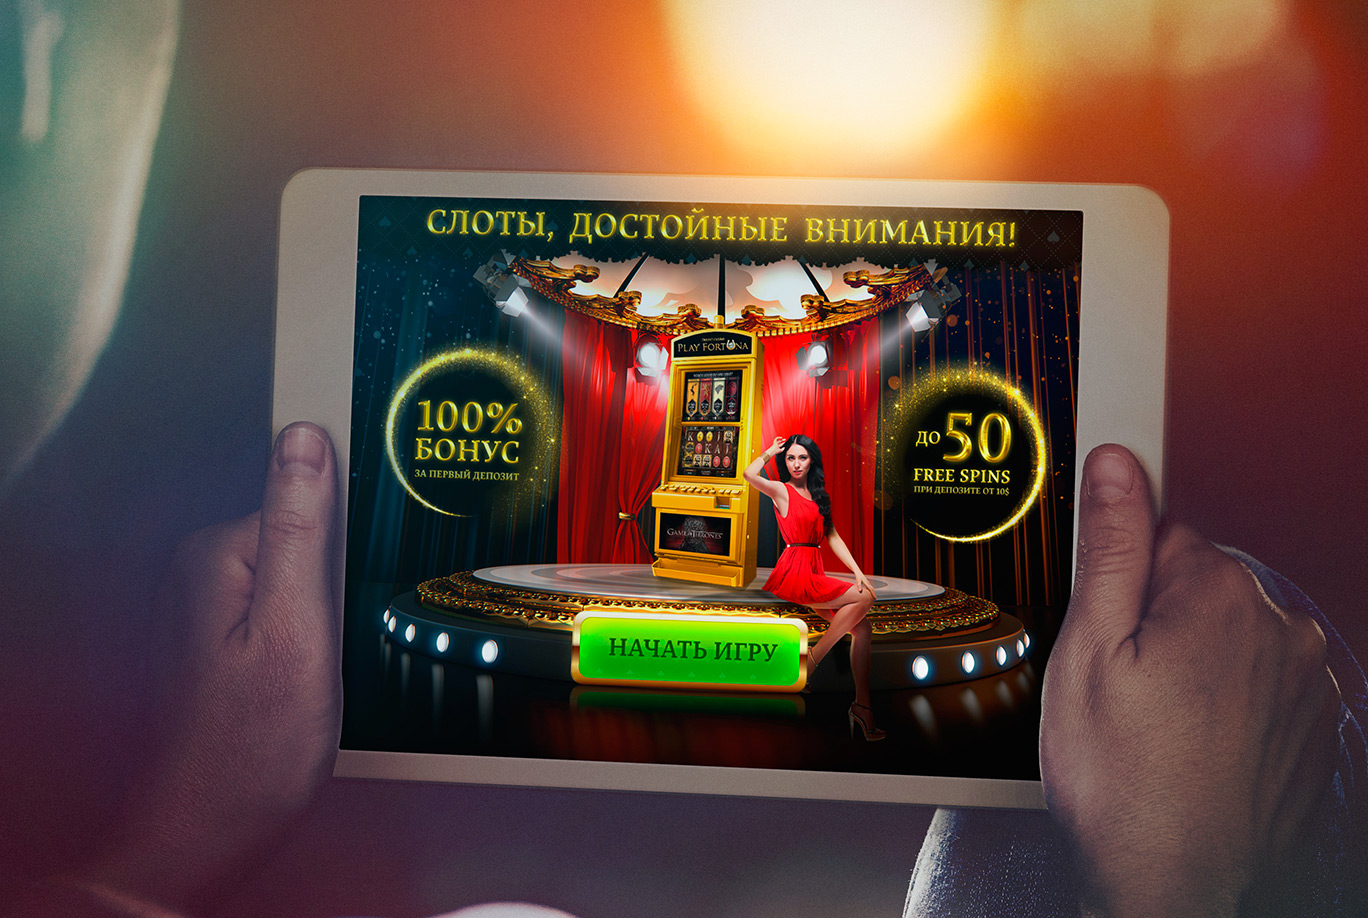 СЛОТЫ, ДОСТОЙНЫЕ ВНИМАНИЯ!
PLAY FORTUNA
100%
БОНУС
ЗА ПЕРВЫЙ ДЕПОЗИТ
ДО 50
FREE SPINS
ПРИ ДЕПОЗИТЕ ОТ 10$
GAME OF THRONES
НАЧАТЬ ИГРУ